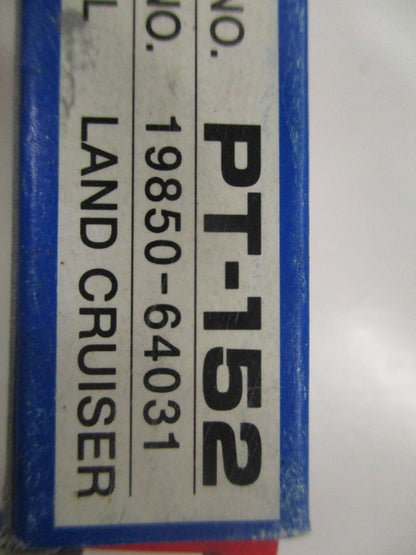 NO. PT-152
NO. 19850-64031
L LAND CRUISER